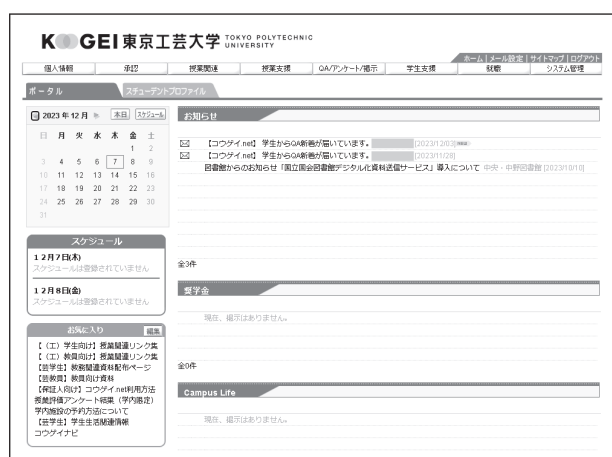 KOOGEI 東京工芸大学 TOKYO POLYTECHNIC UNIVERSITY
ホーム | メール設定 | サイトマップ | ログアウト
個人情報 承認 授業関連 授業支援 QA/アンケート/掲示 学生支援 就職 システム管理
ポータル スチューデントプロファイル
2023年12月 本日 スケジュール
日 月 火 水 木 金 土
1 2
3 4 5 6 7 8 9
10 11 12 13 14 15 16
17 18 19 20 21 22 23
24 25 26 27 28 29 30
31
スケジュール
12月7日(木)
スケジュールは登録されていません
12月8日(金)
スケジュールは登録されていません
お気に入り 編集
【(工)学生向け】授業関連リンク集
【(工)教員向け】授業関連リンク集
【芸学生】教務関連資料配布ページ
【芸教員】教員向け資料
【保証人向け】コウゲイ.net利用方法
授業評価アンケート結果(学内限定)
学内施設の予約方法について
【芸学生】学生生活関連情報
コウゲイナビ
お知らせ
【コウゲイ.net】学生からQA新着が届いています。 [2023/12/03]
【コウゲイ.net】学生からQA新着が届いています。 [2023/11/28]
図書館からのお知らせ「国立国会図書館デジタル化資料送信サービス」導入について 中央・中野図書館 [2023/10/10]
全3件
奨学金
現在、掲示はありません。
全0件
Campus Life
現在、掲示はありません。